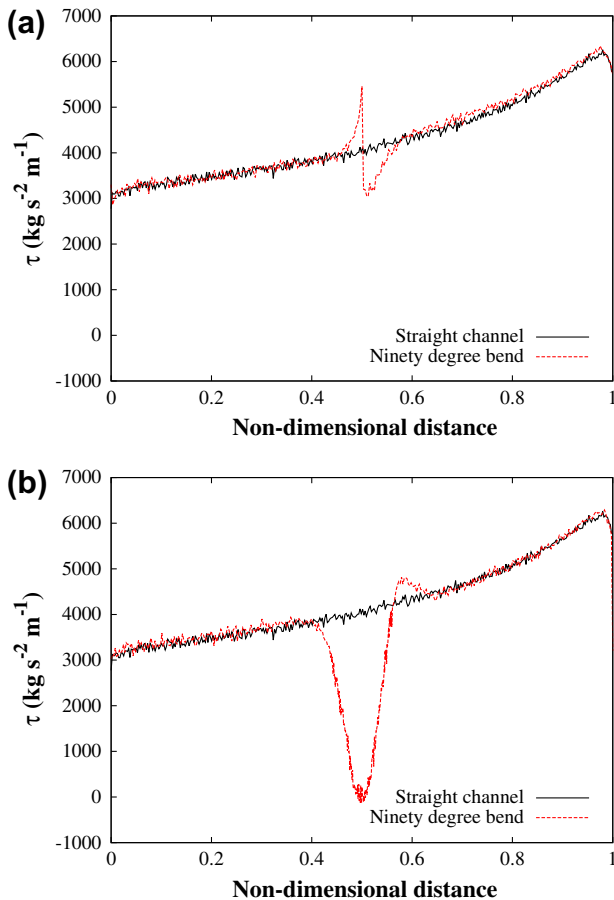 (a)
7000
6000
5000
4000
3000
2000
1000
0
-1000
τ (kg s⁻² m⁻¹)
Straight channel
Ninety degree bend
0 0.2 0.4 0.6 0.8 1
Non-dimensional distance
(b)
7000
6000
5000
4000
3000
2000
1000
0
-1000
τ (kg s⁻² m⁻¹)
Straight channel
Ninety degree bend
0 0.2 0.4 0.6 0.8 1
Non-dimensional distance